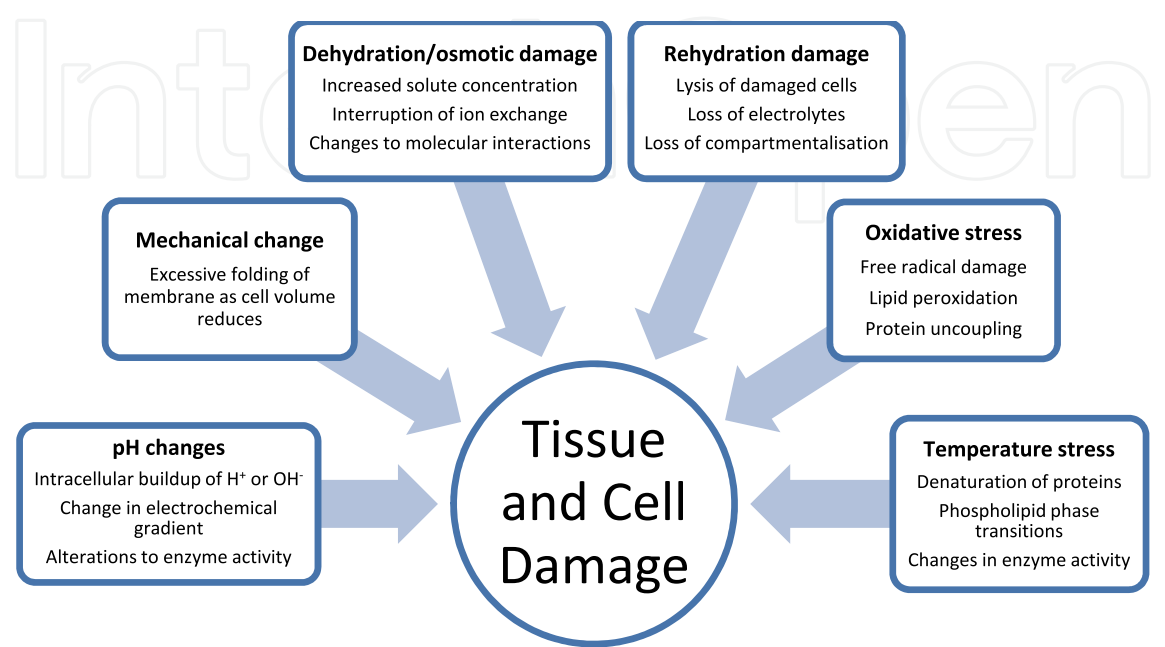 Dehydration/osmotic damage
Increased solute concentration
Interruption of ion exchange
Changes to molecular interactions
Rehydration damage
Lysis of damaged cells
Loss of electrolytes
Loss of compartmentalisation
Mechanical change
Excessive folding of
membrane as cell volume
reduces
Oxidative stress
Free radical damage
Lipid peroxidation
Protein uncoupling
pH changes
Intracellular buildup of H⁺ or OH⁻
Change in electrochemical
gradient
Alterations to enzyme activity
Temperature stress
Denaturation of proteins
Phospholipid phase
transitions
Changes in enzyme activity
Tissue
and Cell
Damage